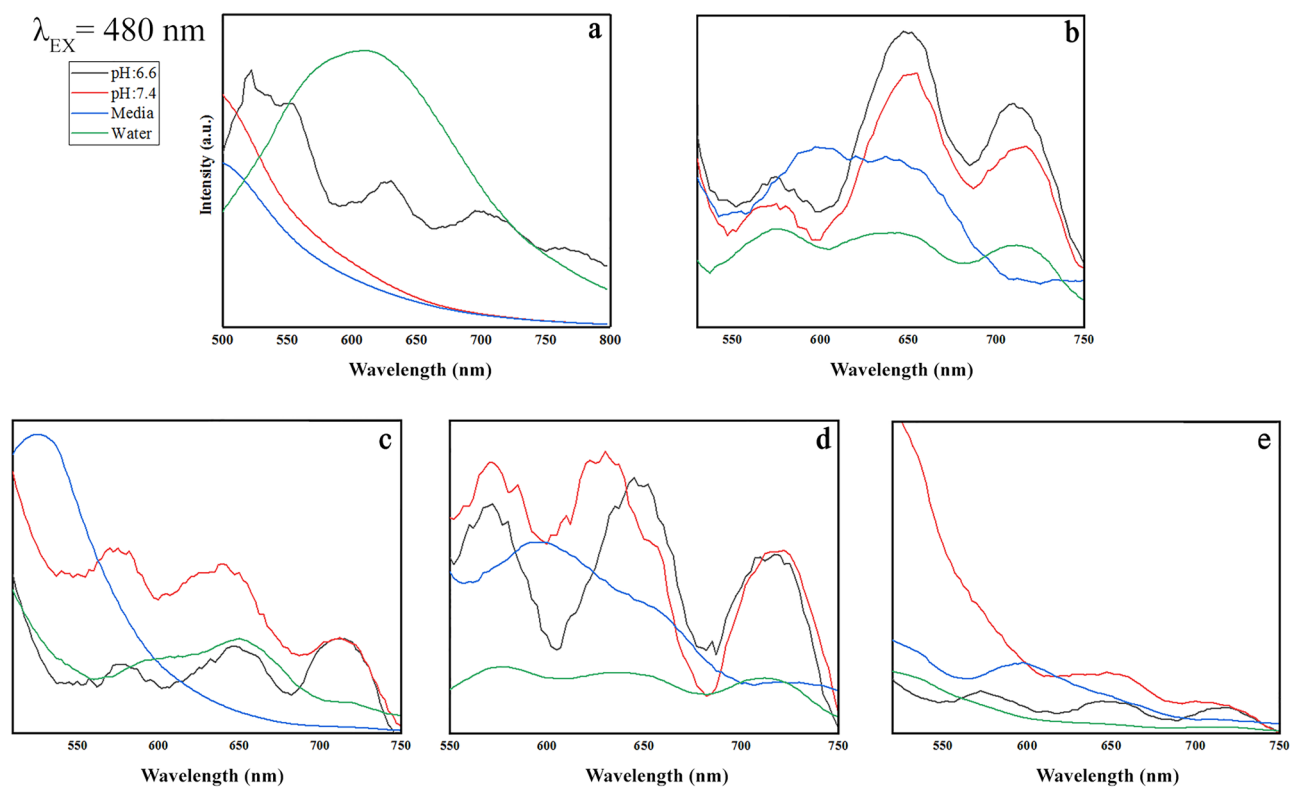 λEX= 480 nm
pH:6.6
pH:7.4
Media
Water
a
Intensity (a.u.)
500 550 600 650 700 750 800
Wavelength (nm)
b
550 600 650 700 750
Wavelength (nm)
c
550 600 650 700 750
Wavelength (nm)
d
550 600 650 700 750
Wavelength (nm)
e
550 600 650 700 750
Wavelength (nm)